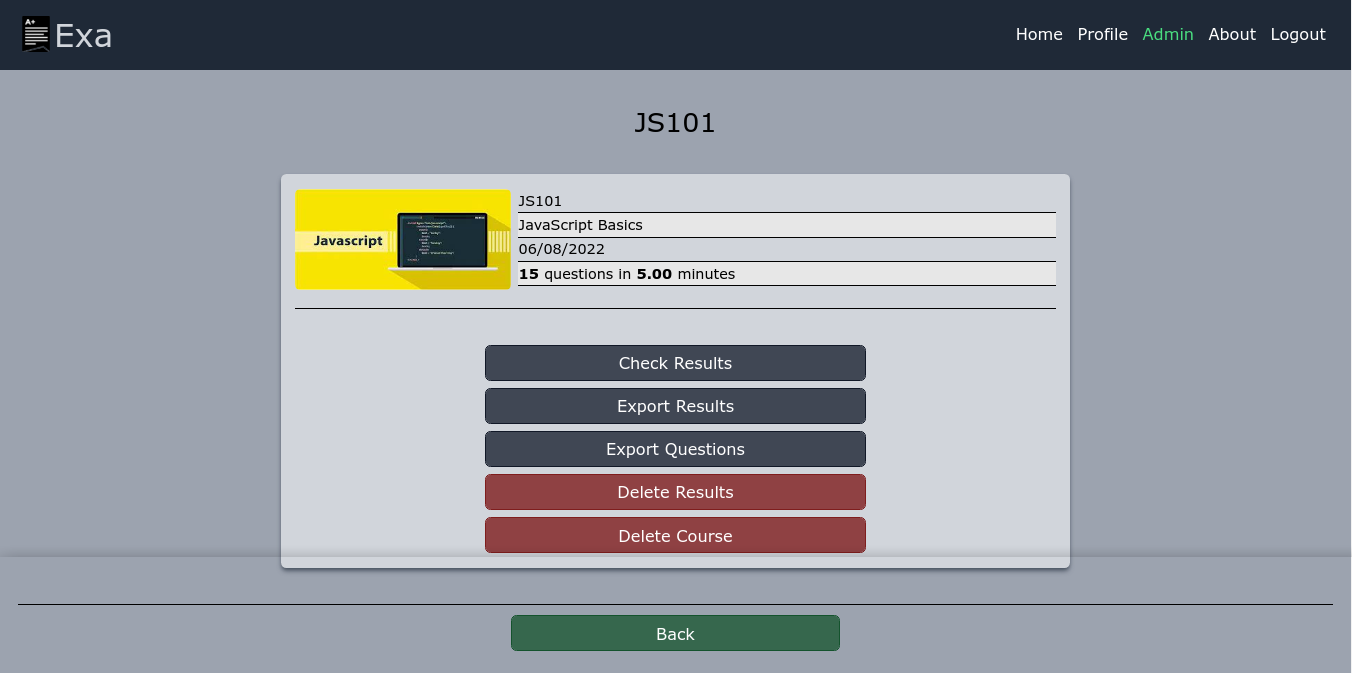 A+
Exa
Home Profile Admin About Logout
JS101
Javascript
JS101
JavaScript Basics
06/08/2022
15 questions in 5.00 minutes
Check Results
Export Results
Export Questions
Delete Results
Delete Course
Back